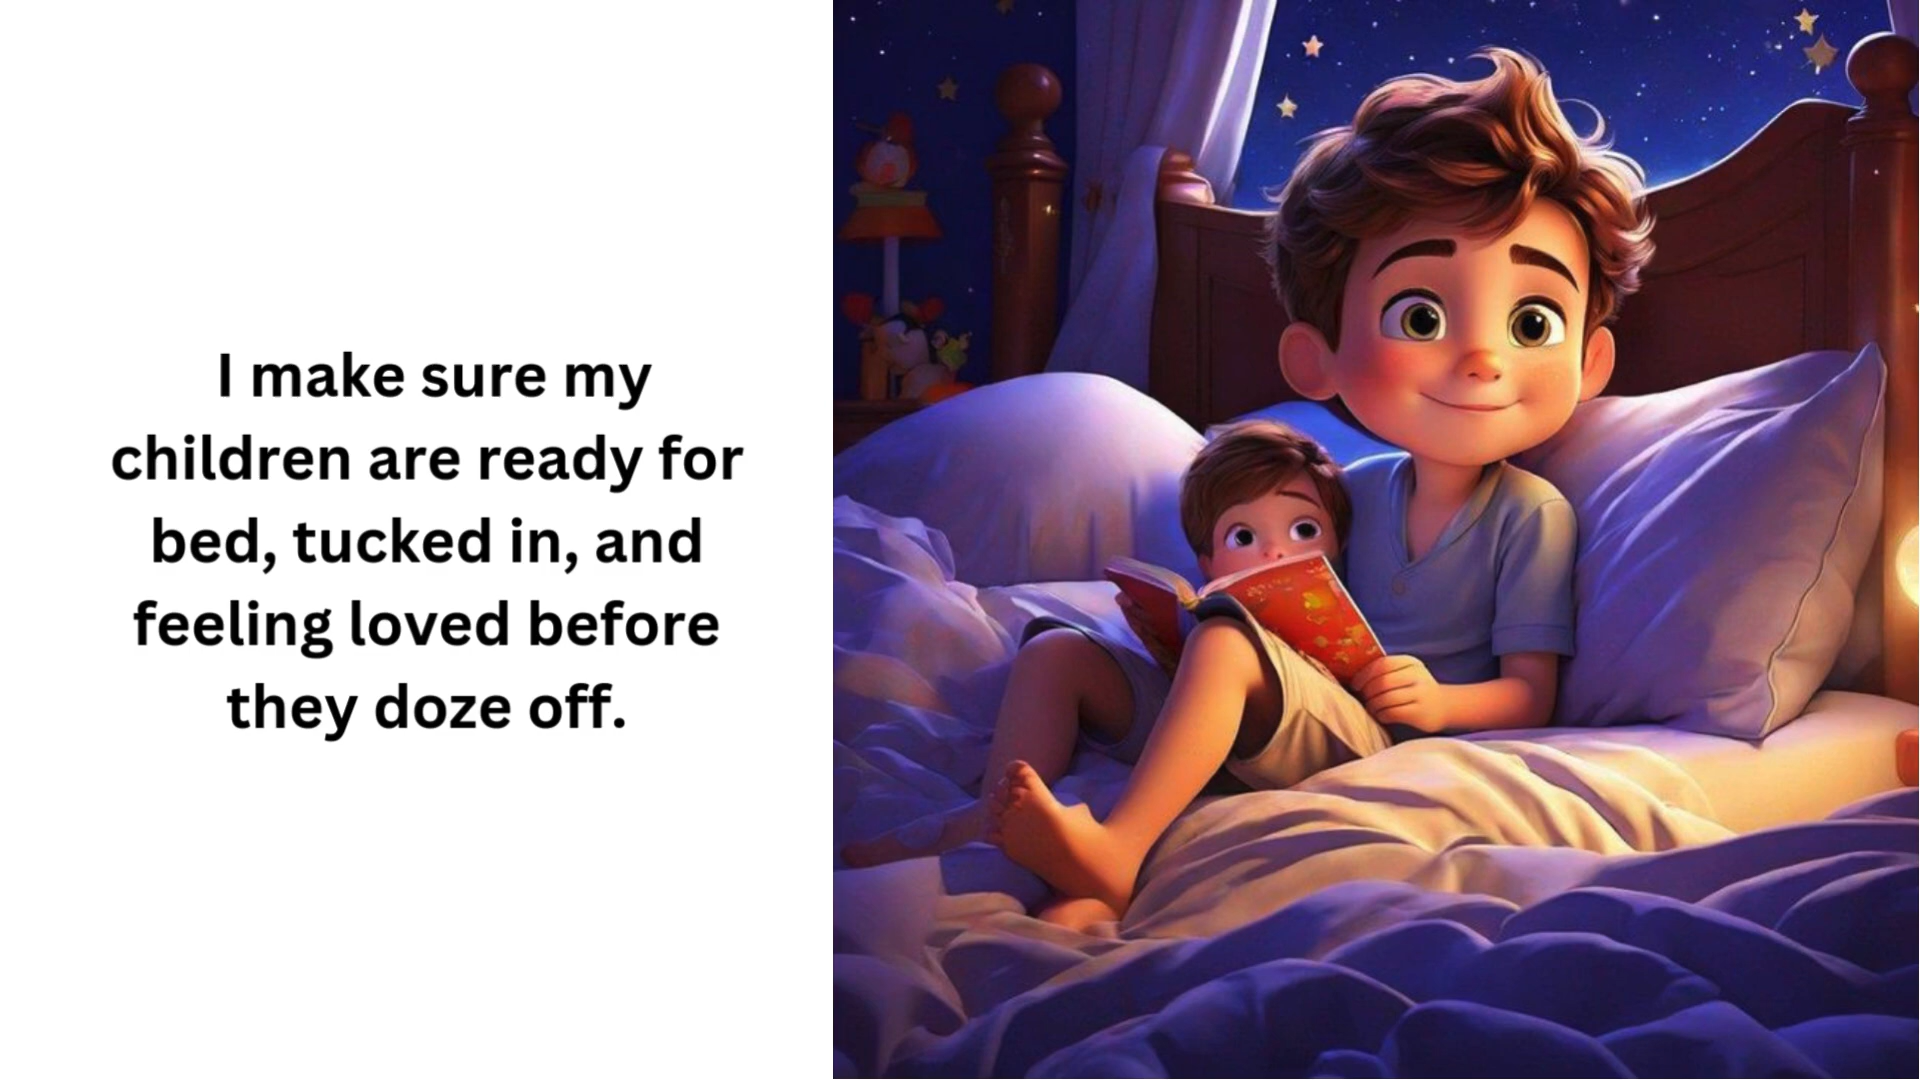 I make sure my
children are ready for
bed, tucked in, and
feeling loved before
they doze off.